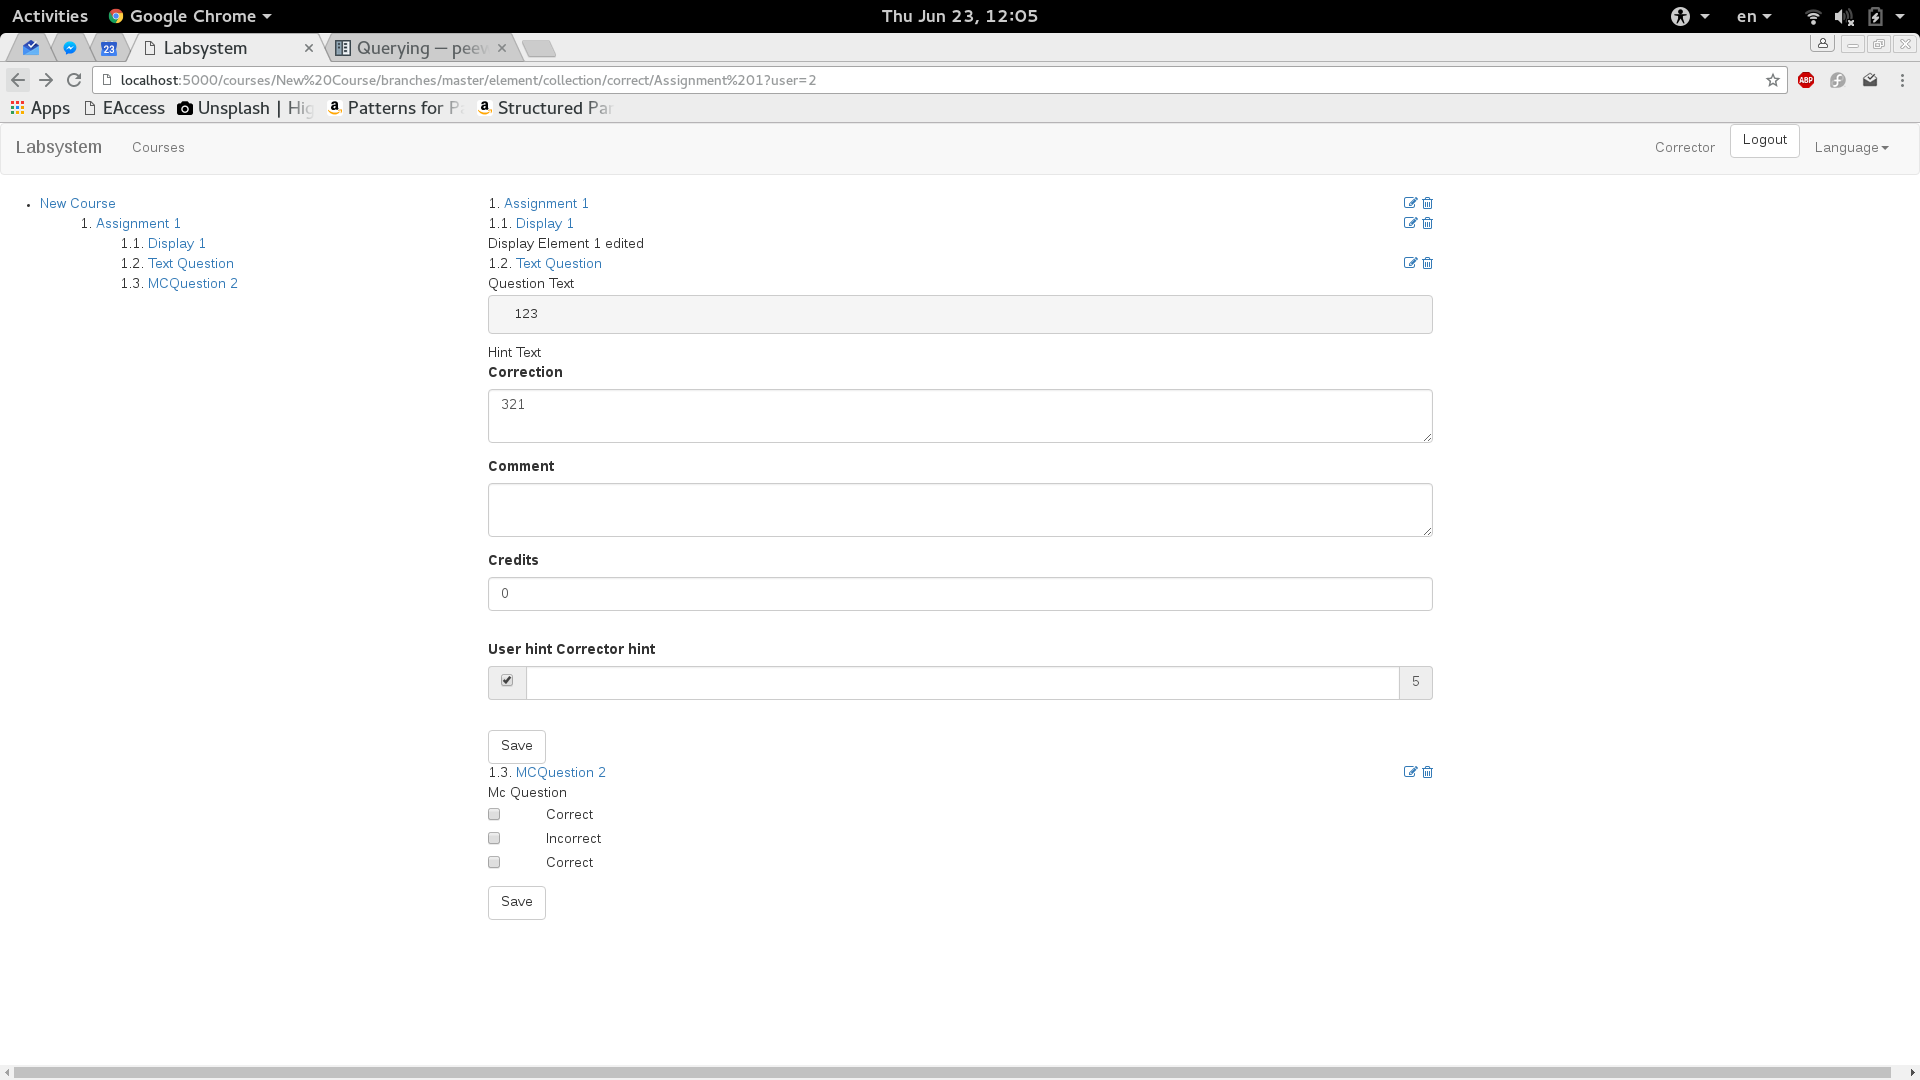 Activities Google Chrome Thu Jun 23, 12:05 en
23 Labsystem Querying — peew
localhost:5000/courses/New%20Course/branches/master/element/collection/correct/Assignment%201?user=2 ABP
Apps EAccess Unsplash | Hig Patterns for P Structured Par
Labsystem Courses Corrector Logout Language
New Course
1. Assignment 1
1.1. Display 1
1.2. Text Question
1.3. MCQuestion 2
1. Assignment 1
1.1. Display 1
Display Element 1 edited
1.2. Text Question
Question Text
123
Hint Text
Correction
321
Comment
Credits
0
User hint Corrector hint
5
Save
1.3. MCQuestion 2
Mc Question
Correct
Incorrect
Correct
Save